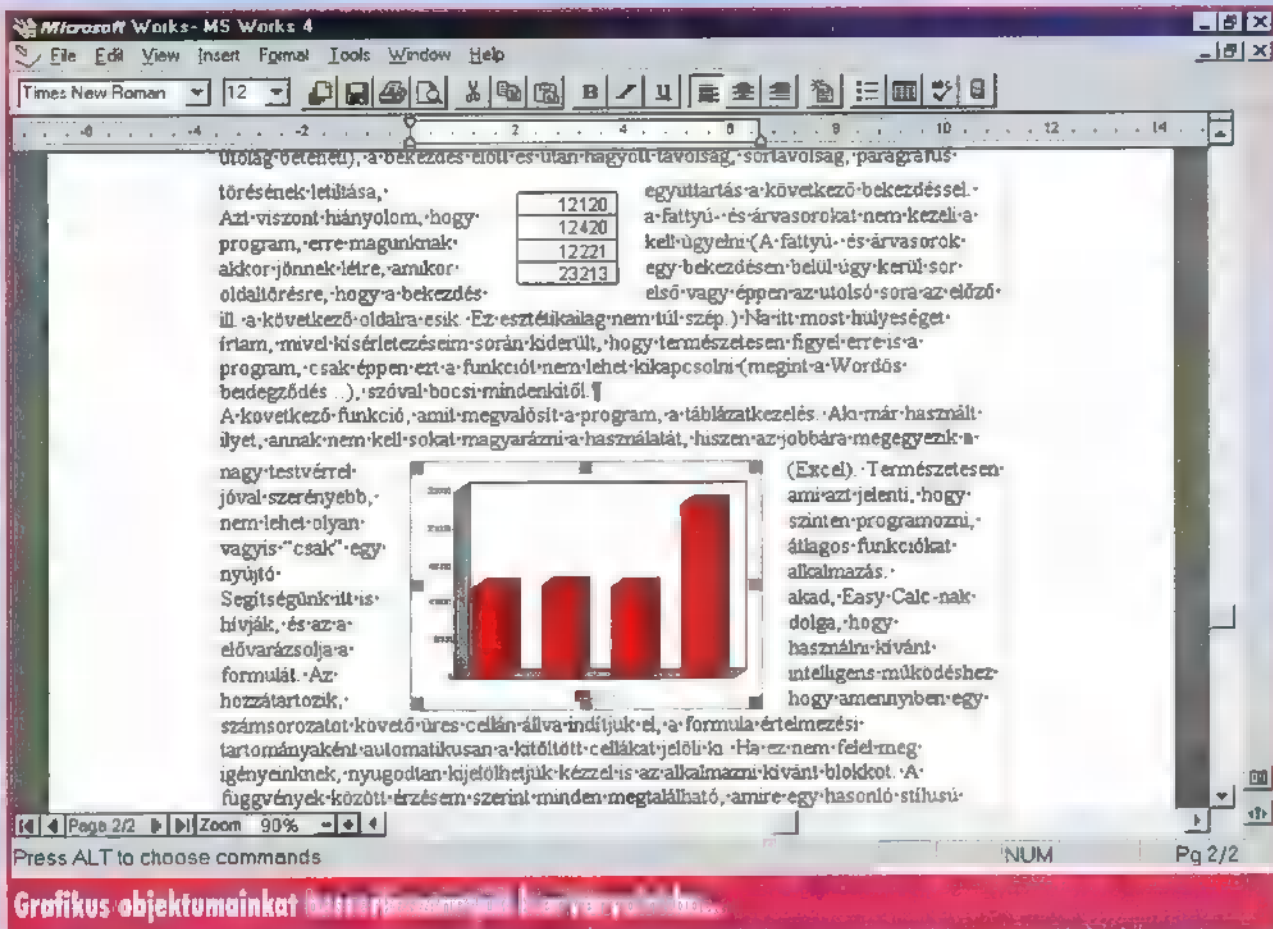 Microsoft Works - MS Works 4
File Edit View Insert Format Tools Window Help
Times New Roman 12 B I U
8 4 2 2 4 6 8 10 12 14
a bekezdés előtt és után hagyott távolság, sortávolság, paragrafus
törésének letiltása, együttartás a következő bekezdéssel.
Azt viszont hiányolom, hogy 12120 a fattyú- és árvasorokat nem kezeli a
program, erre magunknak 12420 kell ügyelni (A fattyú- és árvasorok
akkor jönnek létre, amikor 12221 egy bekezdésen belül úgy kerül sor
oldaltörésre, hogy a bekezdés 23213 első vagy éppen az utolsó sora az előző
ill. a következő oldalra esik. Ez esztétikailag nem túl szép.) Na itt most hülyeséget
írtam, mivel kísérletezéseim során kiderült, hogy természetesen figyel erre is a
program, csak éppen ezt a funkciót nem lehet kikapcsolni (megint a Wordös
beidegződés ...), szóval bocsi mindenkitől.¶
A következő funkció, amit megvalósít a program, a táblázatkezelés. Aki már használt
ilyet, annak nem kell sokat magyarázni a használatát, hiszen az jobbára megegyezik a
nagy testvérrel (Excel). Természetesen
jóval szerényebb, ami azt jelenti, hogy
nem lehet olyan szinten programozni,
vagyis "csak" egy átlagos funkciókat
nyújtó alkalmazás.
Segítségünk itt is akad, Easy Calc-nak
hívják, és az a dolga, hogy
elővarázsolja a használni kívánt
formulát. Az intelligens működéshez
hozzátartozik, hogy amennyiben egy
számsorozatot követő üres cellán állva indítjuk el, a formula értelmezési
tartományaként automatikusan a kitöltött cellákat jelöli ki. Ha ez nem felel meg
igényeinknek, nyugodtan kijelölhetjük kézzel is az alkalmazni kívánt blokkot. A
függvények között érzésem szerint minden megtalálható, amire egy hasonló stílusú
Page 2/2 Zoom 90%
Press ALT to choose commands NUM Pg 2/2
Grafikus objektumainkat